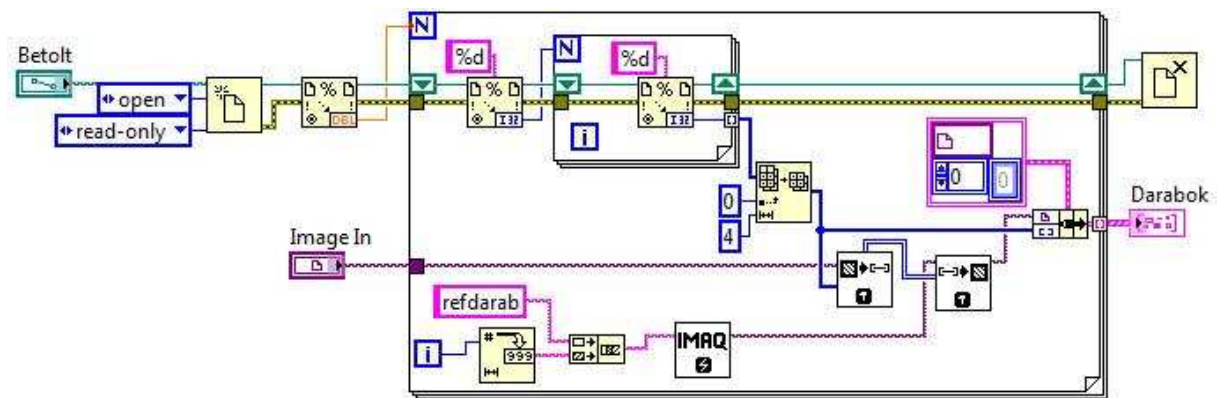 Betolt
open
read-only
DBL
N
%d
I32
N
%d
I32
i
0
4
0
0
Darabok
Image In
refdarab
i
#
999
IMAQ